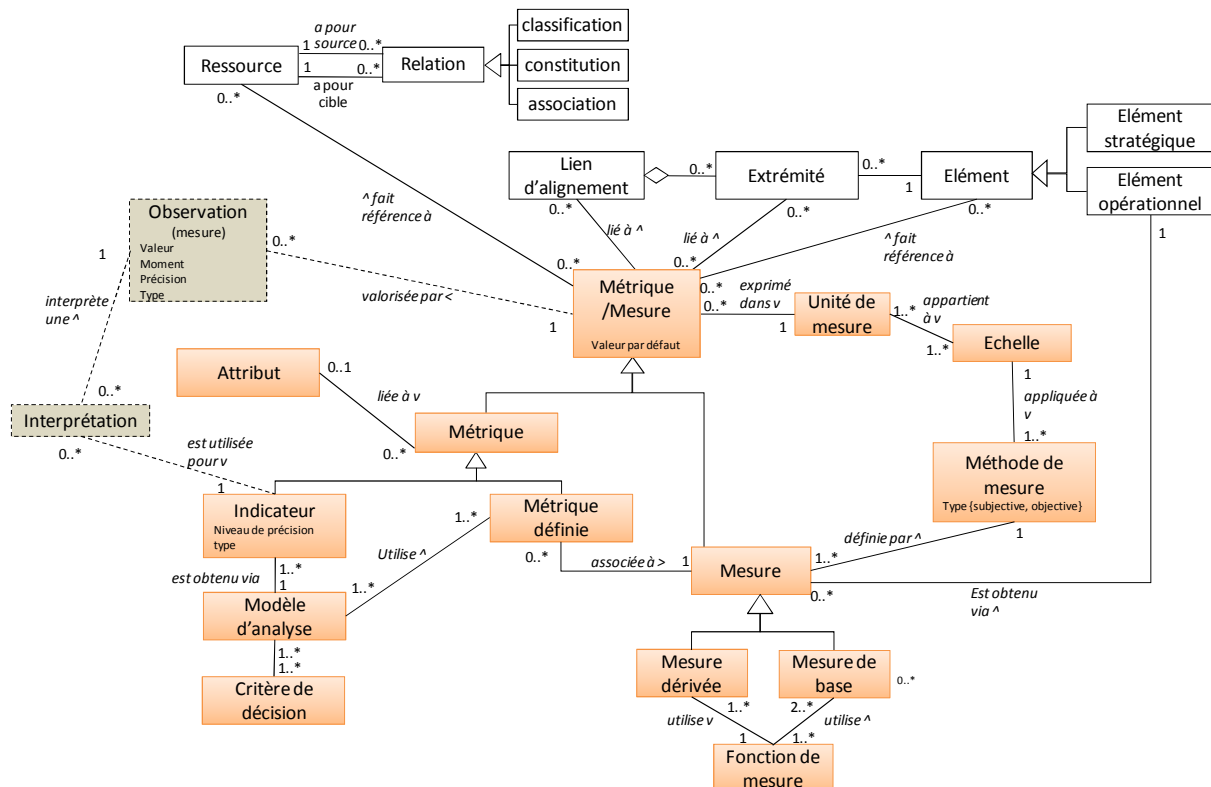 classification
a pour
source
1
0..*
Ressource
Relation
constitution
1
0..*
a pour
cible
0..*
association
Elément
stratégique
Lien
d'alignement
0..*
Extrémité
0..*
1
Elément
Elément
opérationnel
0..*
0..*
0..*
1
^ fait
référence à
lié à ^
lié à ^
^ fait
référence à
Observation
(mesure)
Valeur
Moment
Précision
Type
1
0..*
interprète
une ^
valorisée par <
1
0..*
0..*
0..*
0..*
Métrique
/Mesure
Valeur par défaut
exprimé
dans v
1
Unité de
mesure
1..*
appartient
à v
1..*
Echelle
1
appliquée à
v
1..*
Attribut
0..1
liée à v
0..*
Métrique
0..*
Interprétation
0..*
est utilisée
pour v
1
Méthode de
mesure
Type {subjective, objective}
1
Indicateur
Niveau de précision
type
1..*
Métrique
définie
0..*
Utilise ^
associée à >
1
1..*
définie par ^
Mesure
0..*
Est obtenu
via ^
1..*
est obtenu via
1
1..*
Modèle
d'analyse
1..*
1..*
Critère de
décision
Mesure
dérivée
Mesure de
base
0..*
1..*
2..*
utilise v
utilise ^
1
1..*
Fonction de
mesure